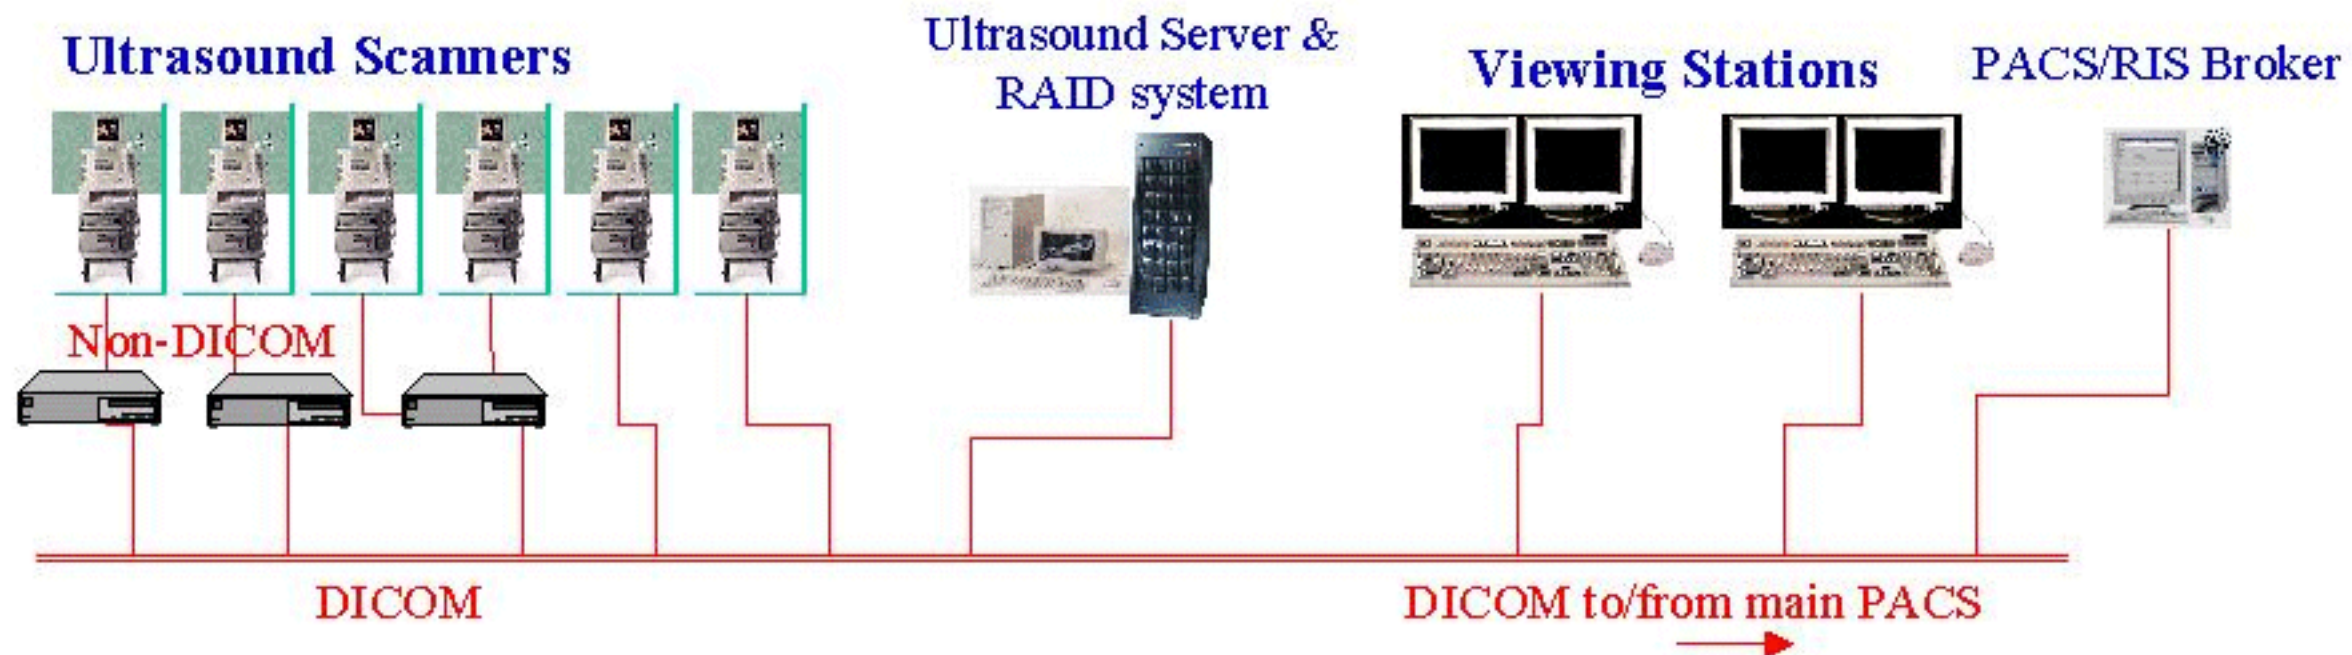 Ultrasound Scanners
Ultrasound Server &
RAID system
Viewing Stations
PACS/RIS Broker
Non-DICOM
DICOM
DICOM to/from main PACS